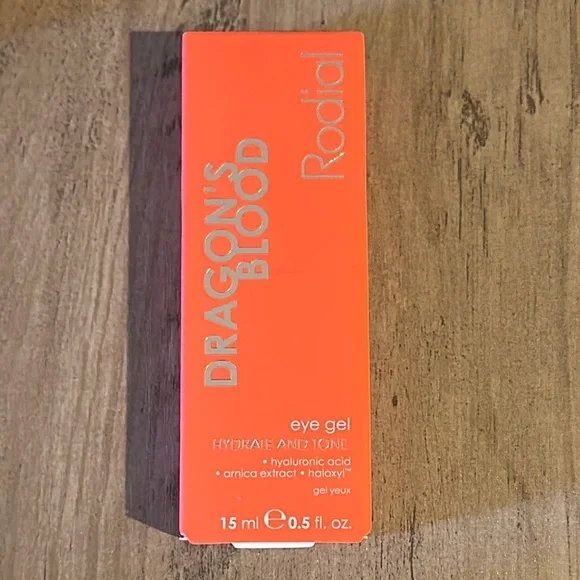 Rodial
DRAGON'S
BLOOD
eye gel
HYDRATE AND TONE
• hyaluronic acid
• arnica extract • haloxyl™
gel yeux
15 ml ℮ 0.5 fl. oz.